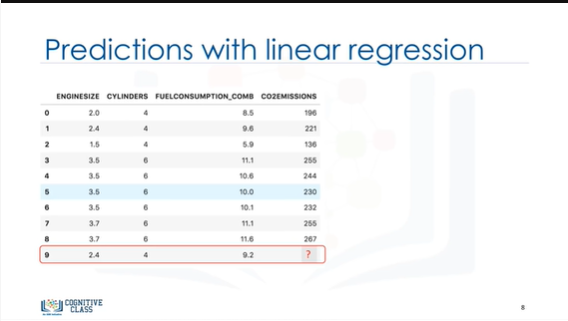 Predictions with linear regression
ENGINESIZE CYLINDERS FUELCONSUMPTION_COMB CO2EMISSIONS
0 2.0 4 8.5 196
1 2.4 4 9.6 221
2 1.5 4 5.9 136
3 3.5 6 11.1 255
4 3.5 6 10.6 244
5 3.5 6 10.0 230
6 3.5 6 10.1 232
7 3.7 6 11.1 255
8 3.7 6 11.6 267
9 2.4 4 9.2 ?
COGNITIVE
CLASS
8